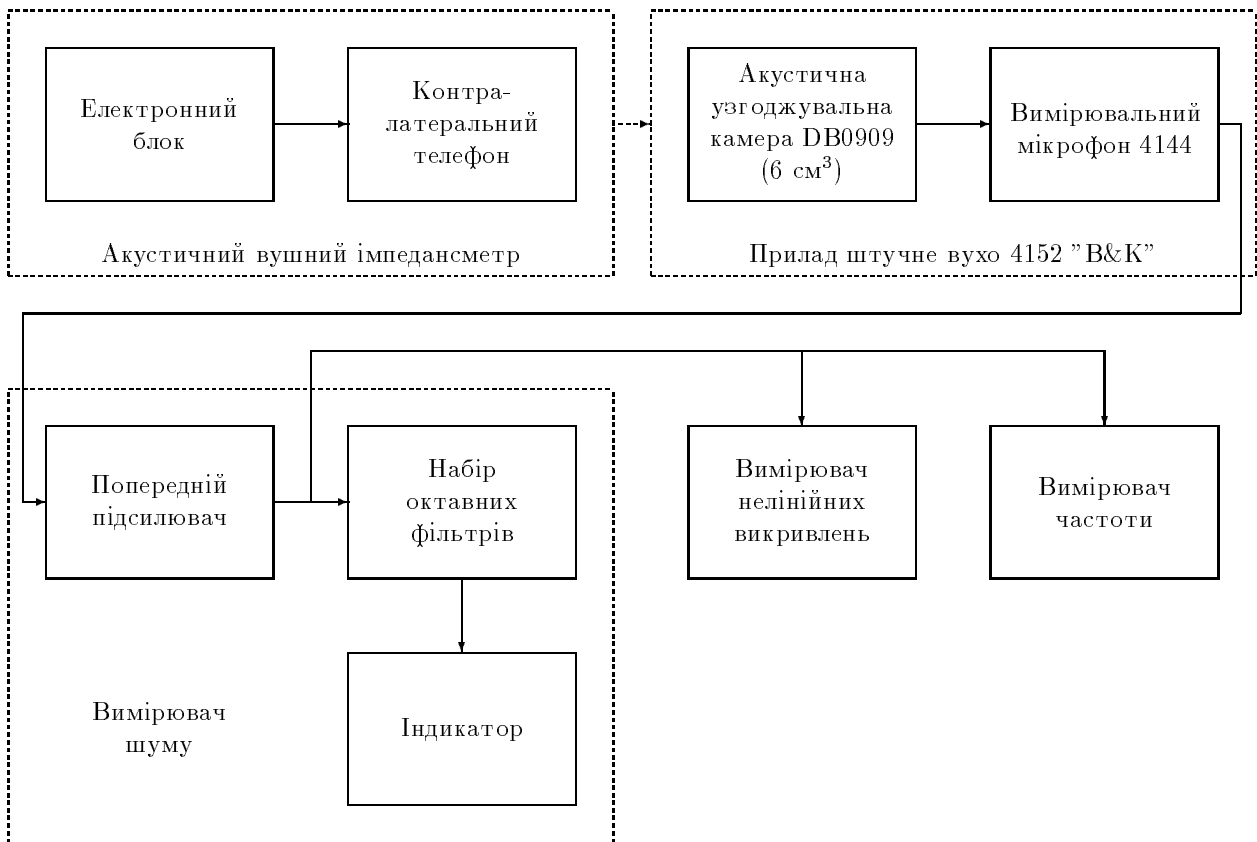 Електронний
блок
Контра-
латеральний
телефон
Акустичний вушний імпедансметр
Акустична
узгоджувальна
камера DB0909
(6 см³)
Вимірювальний
мікрофон 4144
Прилад штучне вухо 4152 "B&K"
Попередній
підсилювач
Набір
октавних
фільтрів
Вимірювач
нелінійних
викривлень
Вимірювач
частоти
Вимірювач
шуму
Індикатор